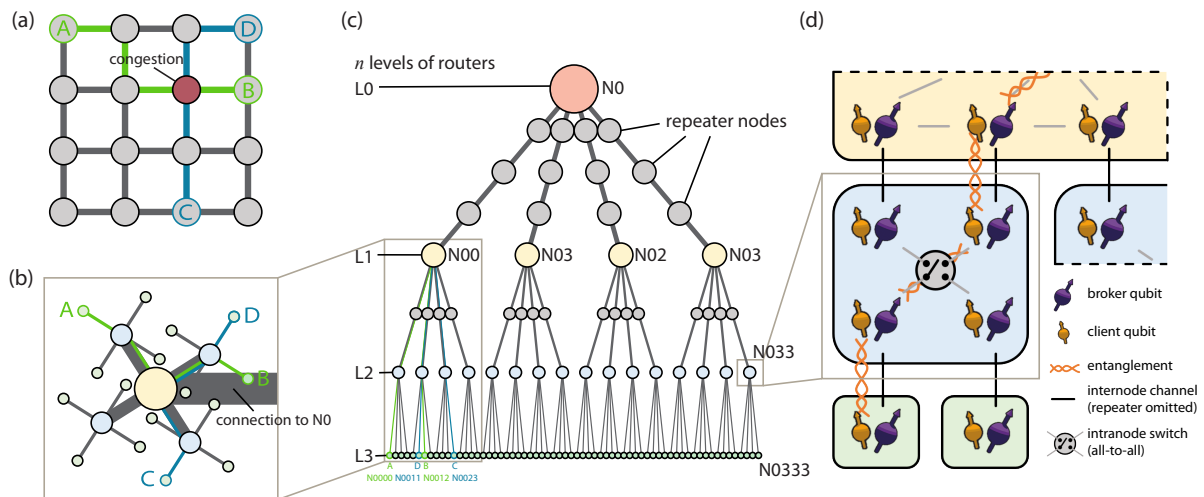 (a)
A
D
congestion
B
C
(b)
A
D
B
connection to N0
C
(c)
n levels of routers
L0
N0
repeater nodes
L1
N00
N03
N02
N03
L2
N033
L3
A
D
B
C
N0000
N0011
N0012
N0023
N0333
(d)
broker qubit
client qubit
entanglement
internode channel
(repeater omitted)
intranode switch
(all-to-all)